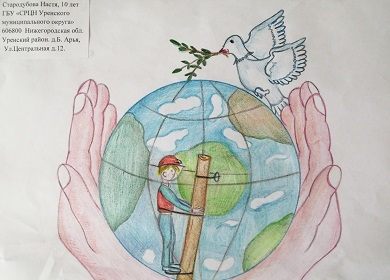 Стародубова Настя, 10 лет
ГБУ «СРЦН Уренского
муниципального округа»
606800 Нижегородская обл.
Уренский район. д.Б. Арья,
Ул.Центральная д.12.